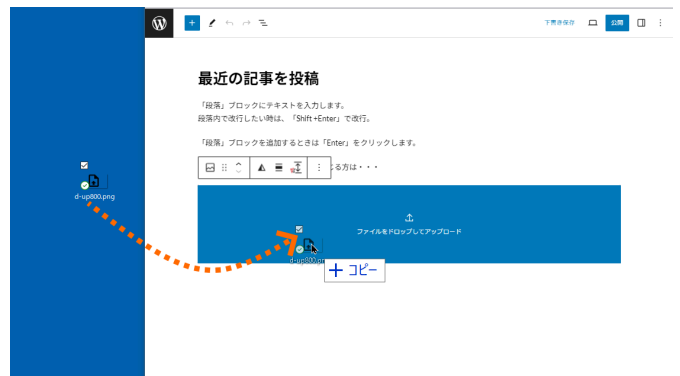 下書き保存
公開
最近の記事を投稿
「段落」ブロックにテキストを入力します。
段落内で改行したい時は、「Shift+Enter」で改行。
「段落」ブロックを追加するときは「Enter」をクリックします。
る方は・・・
ファイルをドロップしてアップロード
d-up800.png
d-up800.pn
+ コピー